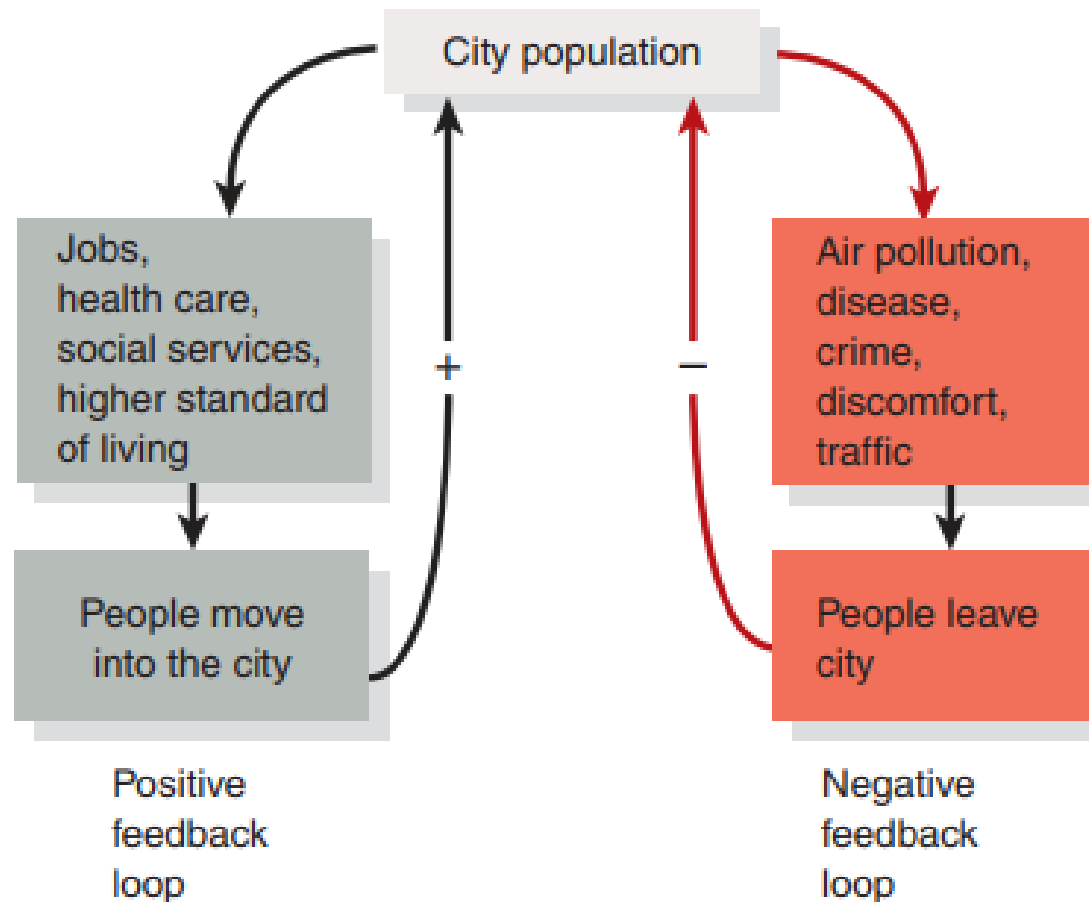 City population
Jobs,
health care,
social services,
higher standard
of living
+
−
Air pollution,
disease,
crime,
discomfort,
traffic
People move
into the city
People leave
city
Positive
feedback
loop
Negative
feedback
loop